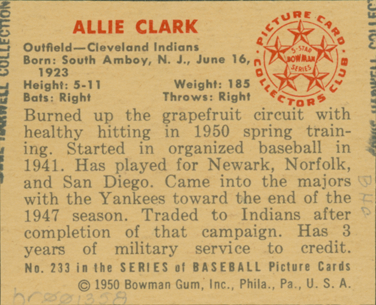 ALLIE CLARK
Outfield—Cleveland Indians
Born: South Amboy, N. J., June 16,
1923
Height: 5-11 Weight: 185
Bats: Right Throws: Right
PICTURE CARD
COLLECTORS CLUB
5-STAR
BOWMAN
SERIES
Burned up the grapefruit circuit with
healthy hitting in 1950 spring train-
ing. Started in organized baseball in
1941. Has played for Newark, Norfolk,
and San Diego. Came into the majors
with the Yankees toward the end of the
1947 season. Traded to Indians after
completion of that campaign. Has 3
years of military service to credit.
No. 233 in the SERIES of BASEBALL Picture Cards
© 1950 Bowman Gum, Inc., Phila., Pa., U. S. A.
HARWELL COLLECTION